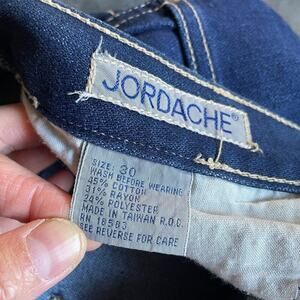 JORDACHE®
SIZE: 30
WASH BEFORE WEARING
45% COTTON
31% RAYON
24% POLYESTER
MADE IN TAIWAN R.O.C.
RN 18503
SEE REVERSE FOR CARE